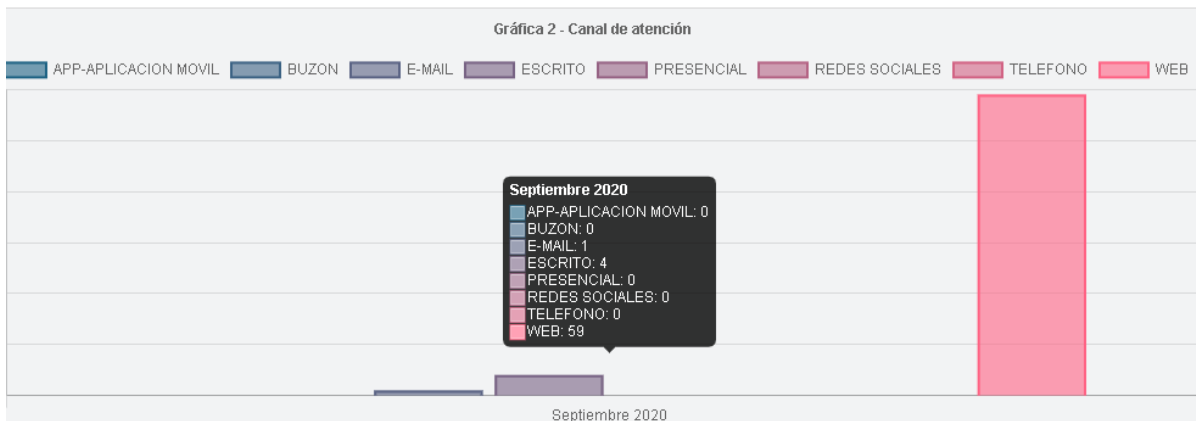 Gráfica 2 - Canal de atención
APP-APLICACION MOVIL BUZON E-MAIL ESCRITO PRESENCIAL REDES SOCIALES TELEFONO WEB
Septiembre 2020
APP-APLICACION MOVIL: 0
BUZON: 0
E-MAIL: 1
ESCRITO: 4
PRESENCIAL: 0
REDES SOCIALES: 0
TELEFONO: 0
WEB: 59
Septiembre 2020